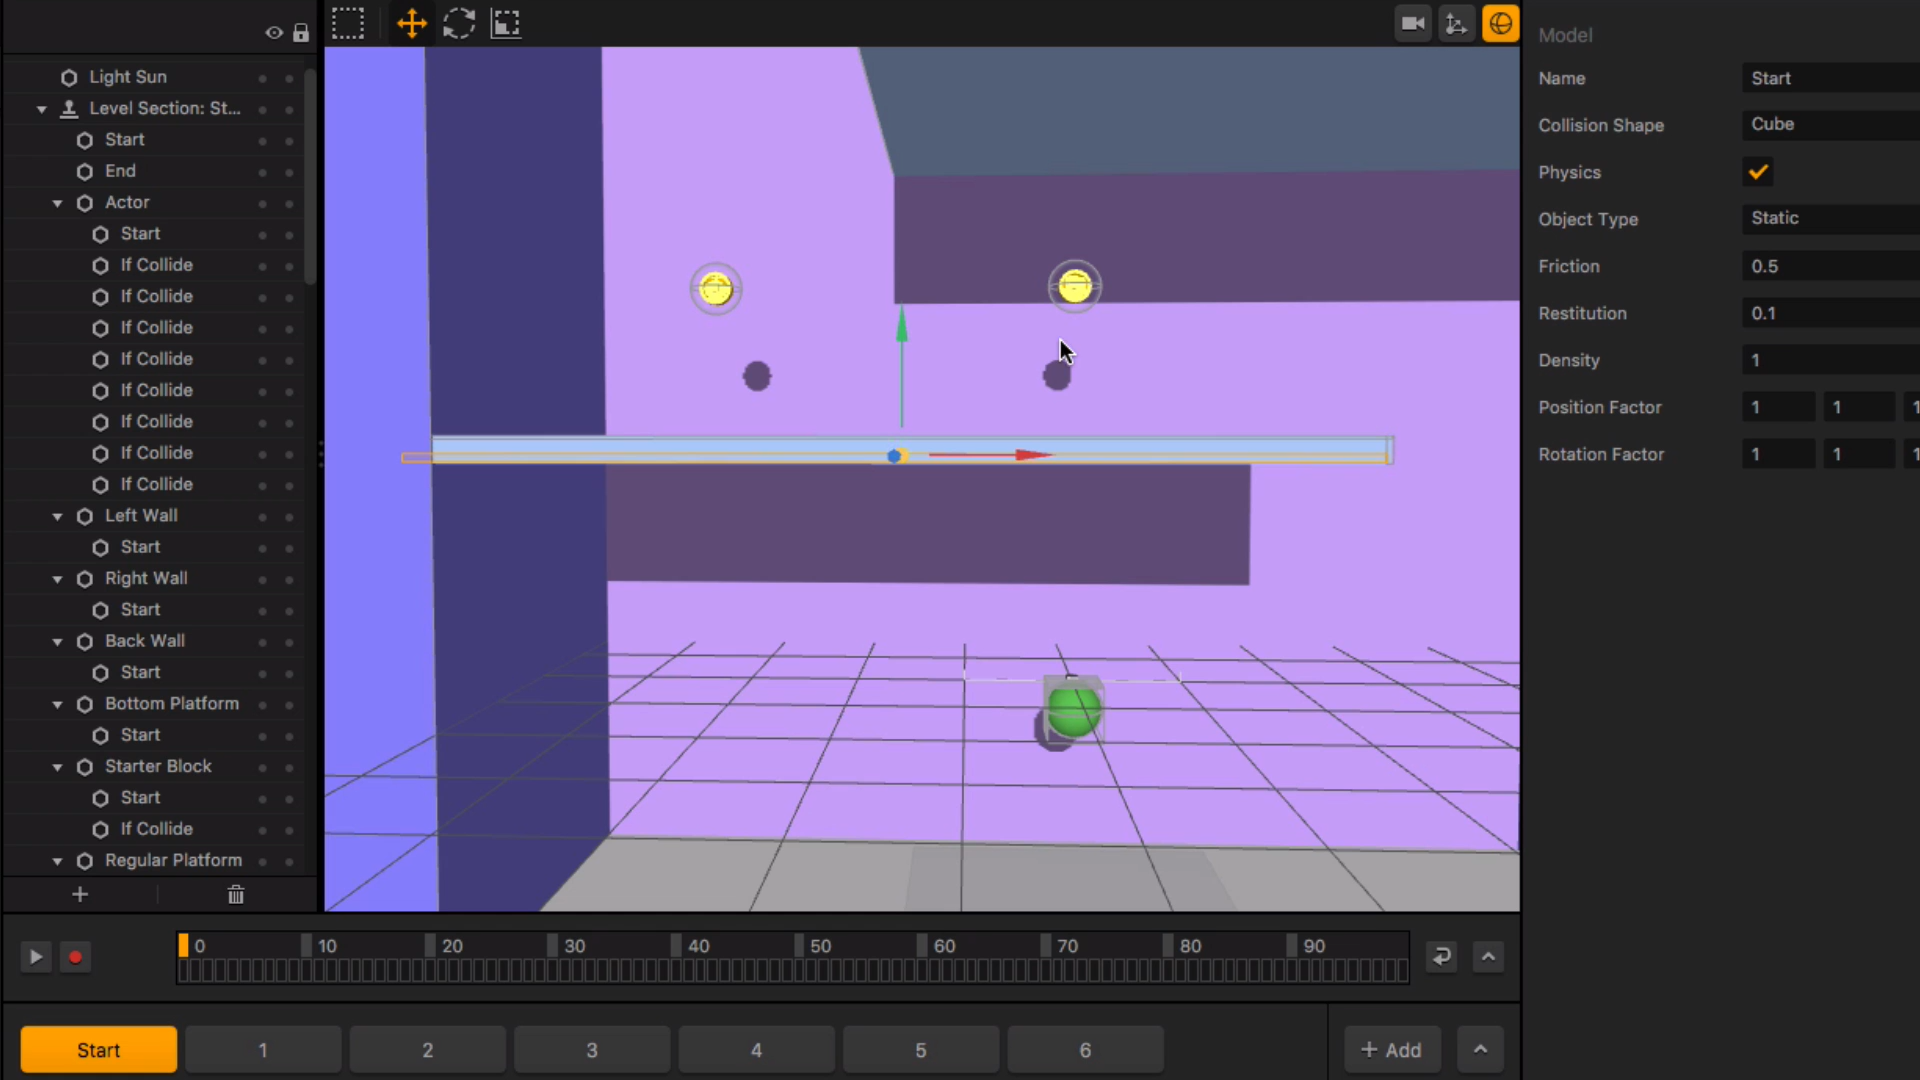 Light Sun
Level Section: St...
Start
End
Actor
Start
If Collide
If Collide
If Collide
If Collide
If Collide
If Collide
If Collide
If Collide
Left Wall
Start
Right Wall
Start
Back Wall
Start
Bottom Platform
Start
Starter Block
Start
If Collide
Regular Platform
Model
Name Start
Collision Shape Cube
Physics
Object Type Static
Friction 0.5
Restitution 0.1
Density 1
Position Factor 1 1 1
Rotation Factor 1 1 1
0 10 20 30 40 50 60 70 80 90
Start 1 2 3 4 5 6 + Add